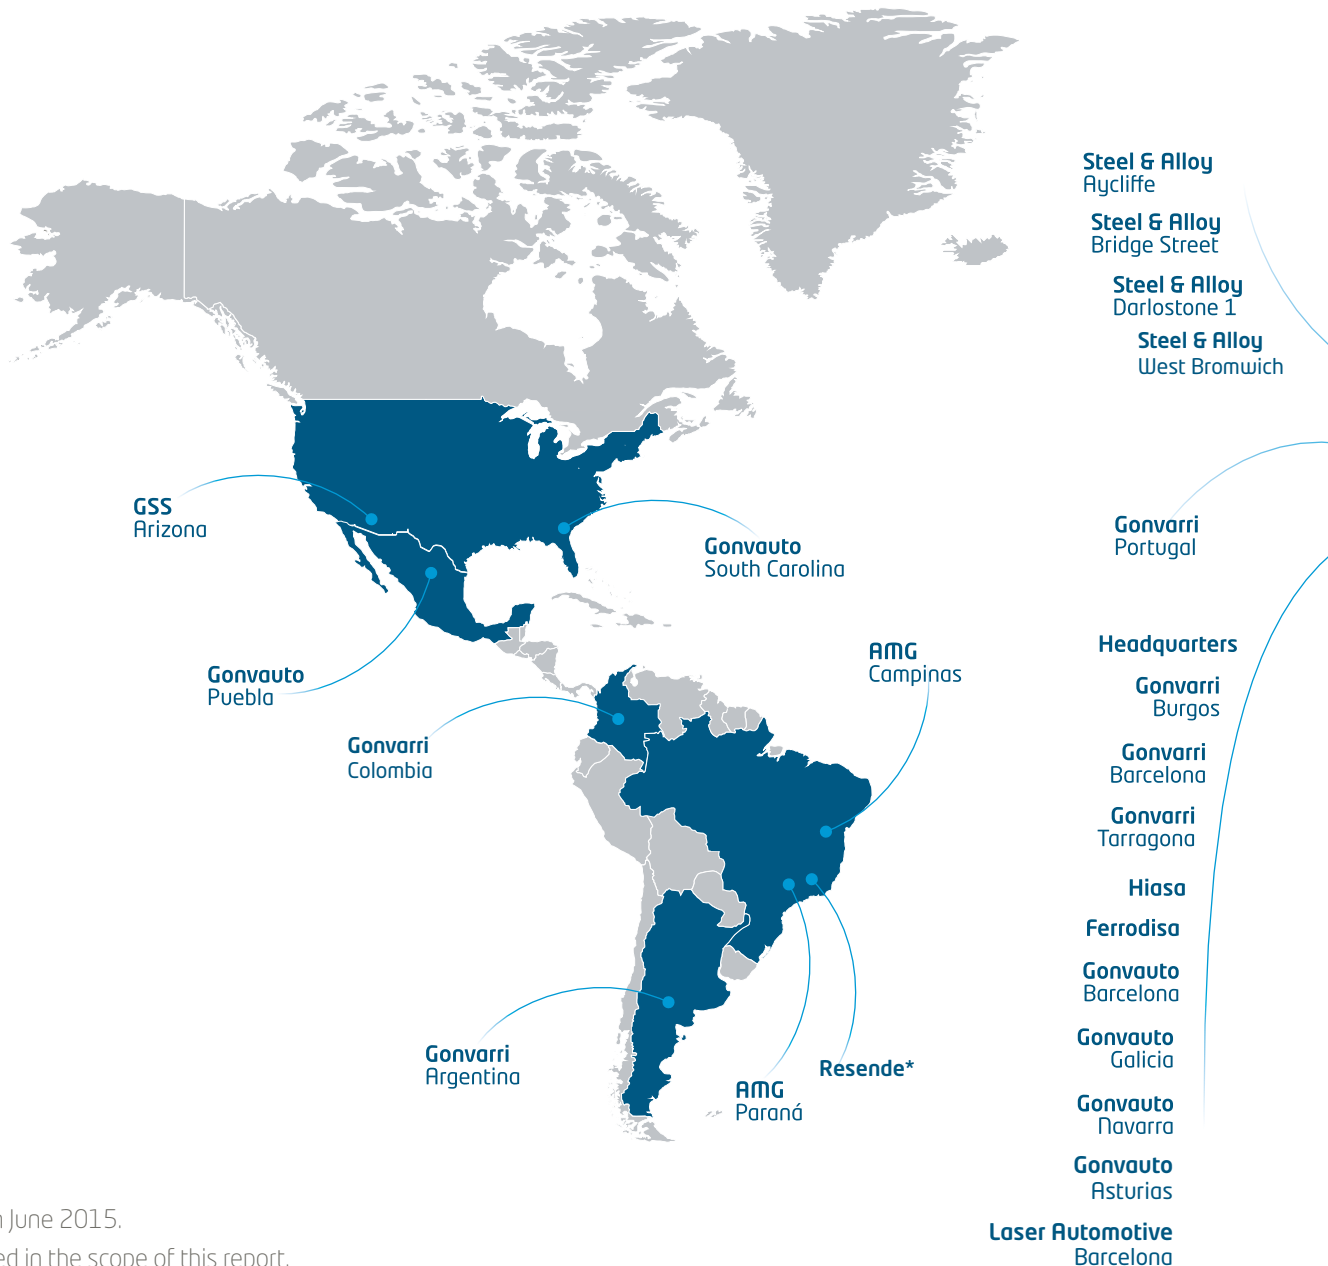 Steel & Alloy
Aycliffe
Steel & Alloy
Bridge Street
Steel & Alloy
Darlostone 1
Steel & Alloy
West Bromwich
GSS
Arizona
Gonvauto
South Carolina
Gonvarri
Portugal
Gonvauto
Puebla
AMG
Campinas
Gonvarri
Colombia
Headquarters
Gonvarri
Burgos
Gonvarri
Barcelona
Gonvarri
Tarragona
Hiasa
Ferrodisa
Gonvauto
Barcelona
Gonvauto
Galicia
Gonvarri
Argentina
Resende*
AMG
Paraná
Gonvauto
Navarra
Gonvauto
Asturias
Laser Automotive
Barcelona
June 2015.
in the scope of this report.